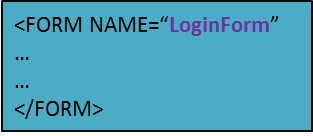 <FORM NAME=“LoginForm”
…
…
</FORM>